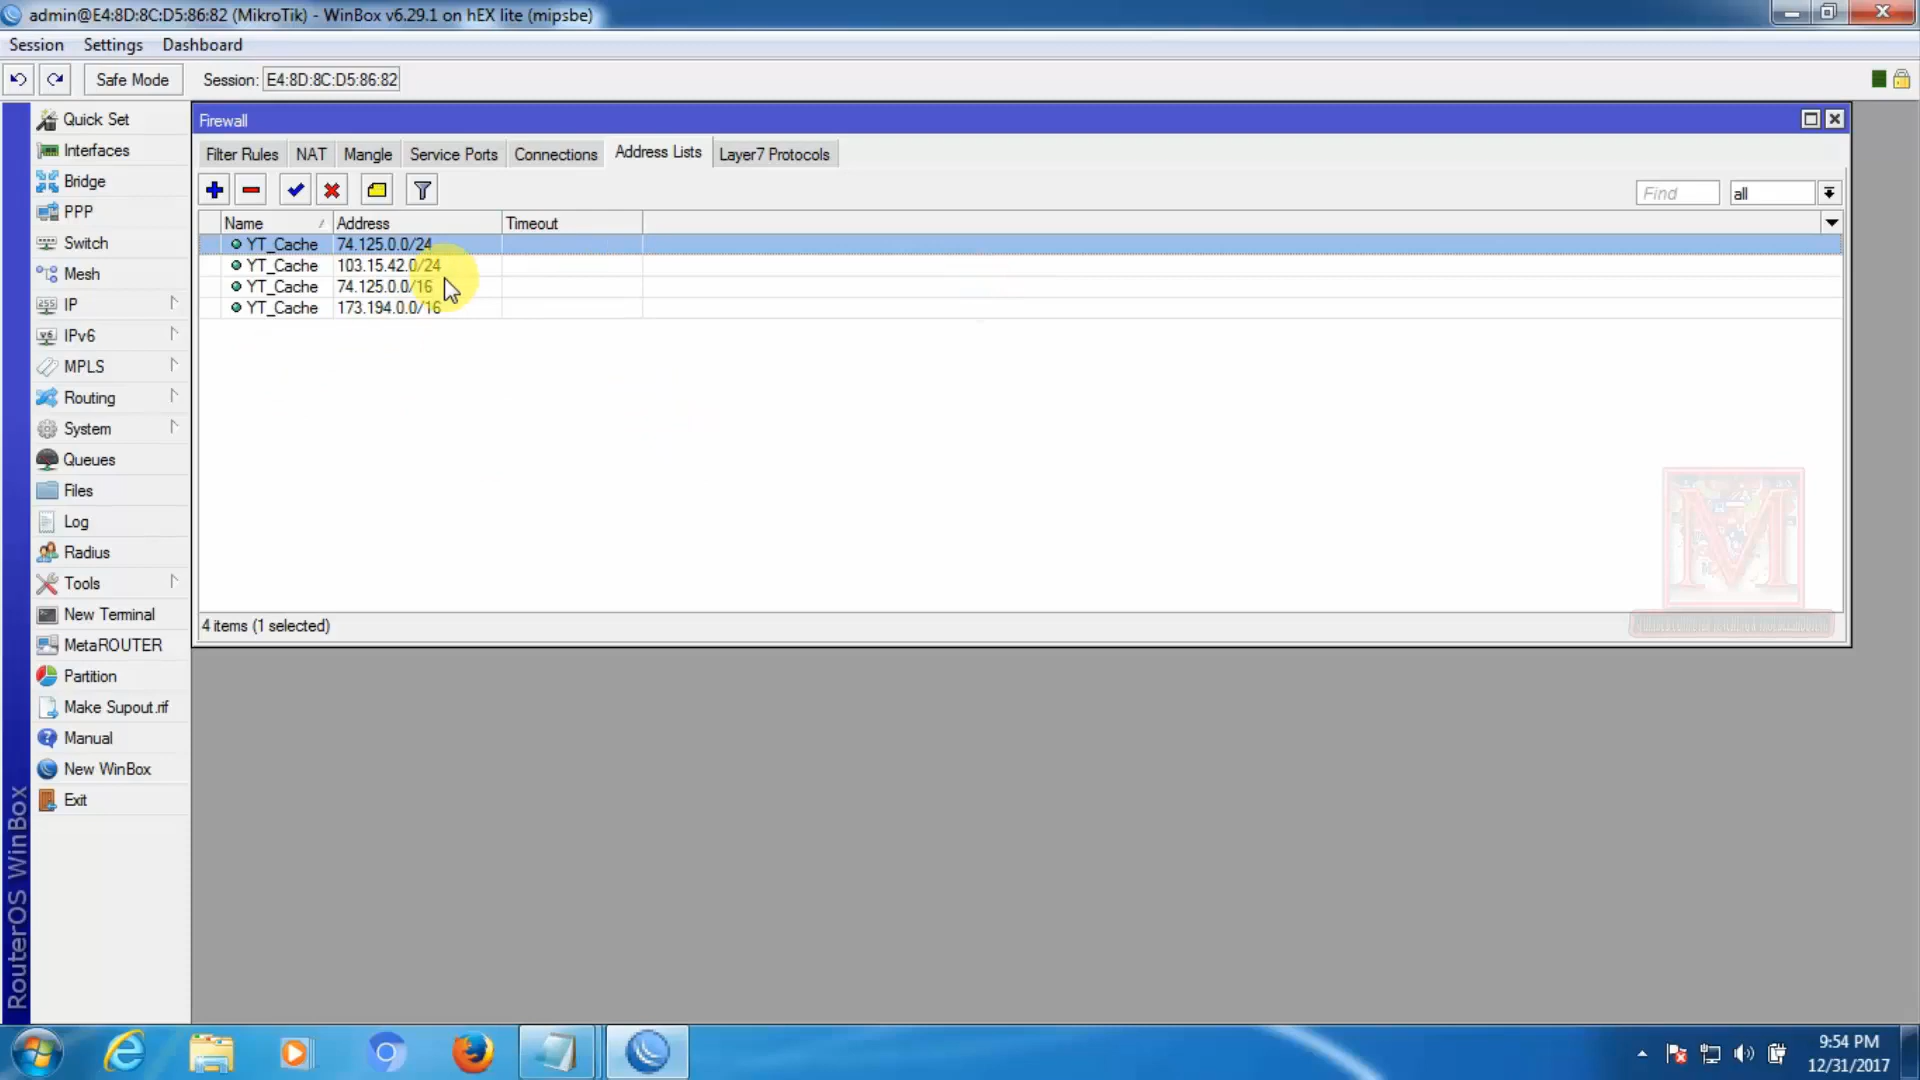 admin@E4:8D:8C:D5:86:82 (MikroTik) - WinBox v6.29.1 on hEX lite (mipsbe)
Session Settings Dashboard
Safe Mode Session: E4:8D:8C:D5:86:82
Quick Set
Interfaces
Bridge
PPP
Switch
Mesh
IP
IPv6
MPLS
Routing
System
Queues
Files
Log
Radius
Tools
New Terminal
MetaROUTER
Partition
Make Supout.rif
Manual
New WinBox
Exit
RouterOS WinBox
Firewall
Filter Rules NAT Mangle Service Ports Connections Address Lists Layer7 Protocols
Find all
Name Address Timeout
YT_Cache 74.125.0.0/24
YT_Cache 103.15.42.0/24
YT_Cache 74.125.0.0/16
YT_Cache 173.194.0.0/16
4 items (1 selected)
9:54 PM
12/31/2017